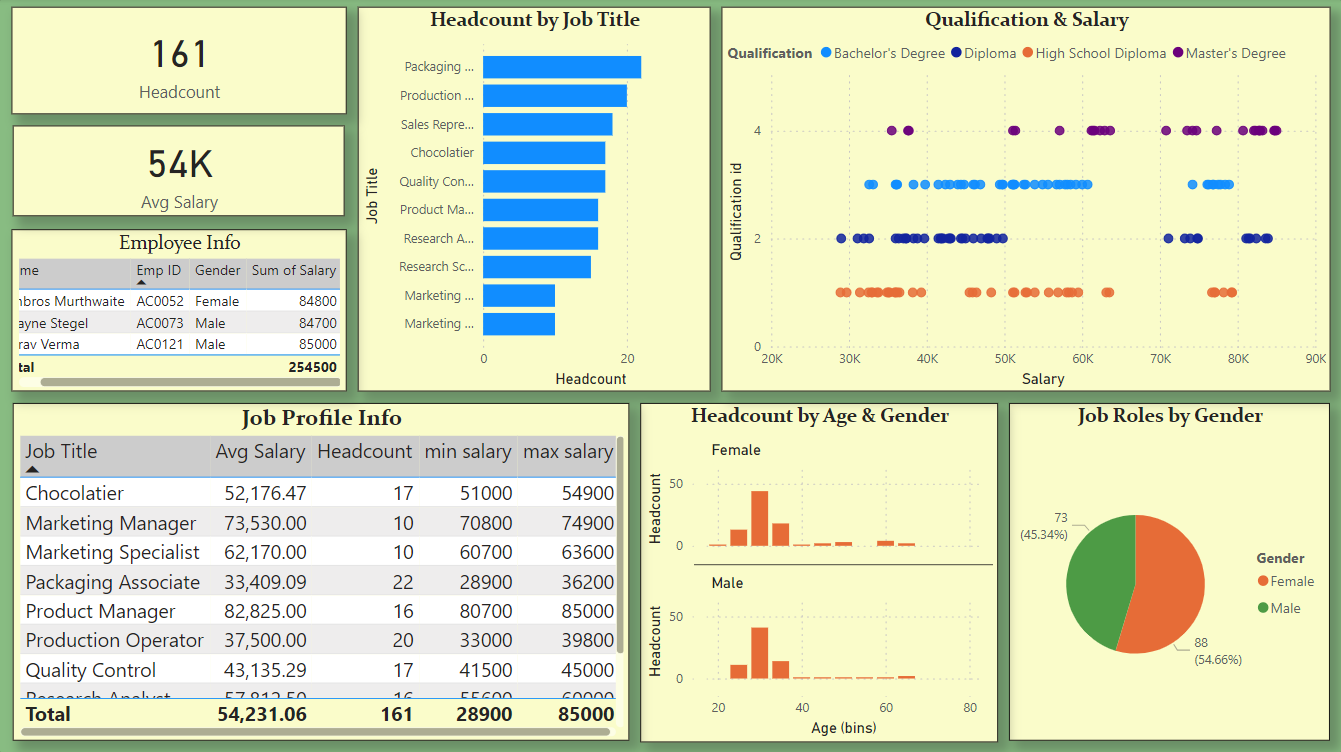 161
Headcount
54K
Avg Salary
Employee Info
me Emp ID Gender Sum of Salary
nbros Murthwaite AC0052 Female 84800
ayne Stegel AC0073 Male 84700
rav Verma AC0121 Male 85000
tal 254500
Headcount by Job Title
Job Title
Packaging ...
Production ...
Sales Repre...
Chocolatier
Quality Con...
Product Ma...
Research A...
Research Sc...
Marketing ...
Marketing ...
0 20
Headcount
Qualification & Salary
Qualification Bachelor's Degree Diploma High School Diploma Master's Degree
Qualification id
4
2
0
20K 30K 40K 50K 60K 70K 80K 90K
Salary
Job Profile Info
Job Title Avg Salary Headcount min salary max salary
Chocolatier 52,176.47 17 51000 54900
Marketing Manager 73,530.00 10 70800 74900
Marketing Specialist 62,170.00 10 60700 63600
Packaging Associate 33,409.09 22 28900 36200
Product Manager 82,825.00 16 80700 85000
Production Operator 37,500.00 20 33000 39800
Quality Control 43,135.29 17 41500 45000
Research Analyst 57,812.50 16 55600 60000
Total 54,231.06 161 28900 85000
Headcount by Age & Gender
Female
Headcount
50
0
Male
Headcount
50
0
20 40 60 80
Age (bins)
Job Roles by Gender
73
(45.34%)
88
(54.66%)
Gender
Female
Male